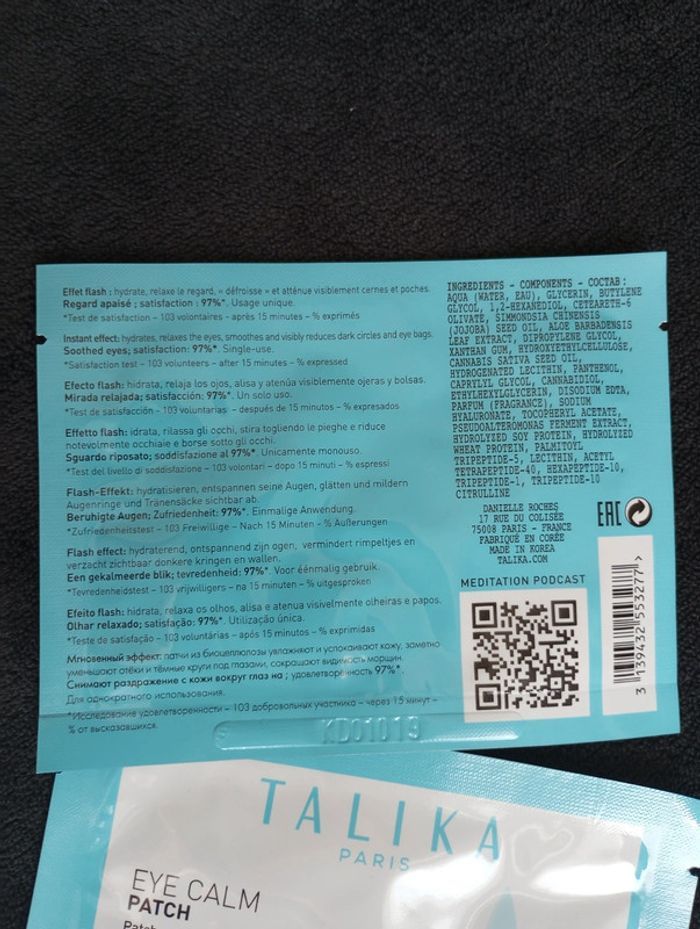 Effet flash : hydrate, relaxe le regard, « défroisse » et atténue visiblement cernes et poches.
Regard apaisé ; satisfaction : 97%*. Usage unique.
*Test de satisfaction – 103 volontaires – après 15 minutes – % exprimés
Instant effect: hydrates, relaxes the eyes, smoothes and visibly reduces dark circles and eye bags.
Soothed eyes; satisfaction: 97%*. Single-use.
*Satisfaction test – 103 volunteers – after 15 minutes – % expressed
Efecto flash: hidrata, relaja los ojos, alisa y atenúa visiblemente ojeras y bolsas.
Mirada relajada; satisfacción: 97%*. Un solo uso.
*Test de satisfacción – 103 voluntarias – después de 15 minutos – % expresados
Effetto flash: idrata, rilassa gli occhi, stira togliendo le pieghe e riduce
notevolmente occhiaie e borse sotto gli occhi.
Sguardo riposato; soddisfazione al 97%*. Unicamente monouso.
*Test del livello di soddisfazione – 103 volontari – dopo 15 minuti – % espressi
Flash-Effekt: hydratisieren, entspannen seine Augen, glätten und mildern
Augenringe und Tränensäcke sichtbar ab.
Beruhigte Augen; Zufriedenheit: 97%*. Einmalige Anwendung.
*Zufriedenheitstest – 103 Freiwillige – Nach 15 Minuten – % Äußerungen
Flash effect: hydraterend, ontspannend zijn ogen, vermindert rimpeltjes en
verzacht zichtbaar donkere kringen en wallen.
Een gekalmeerde blik; tevredenheid: 97%*. Voor éénmalig gebruik.
*Tevredenheidstest – 103 vrijwilligers – na 15 minuten – % uitgesproken
Efeito flash: hidrata, relaxa os olhos, alisa e atenua visivelmente olheiras e papos.
Olhar relaxado; satisfação: 97%*. Utilização única.
*Teste de satisfação – 103 voluntárias – após 15 minutos – % exprimidas
Мгновенный эффект: патчи из биоцеллюлозы увлажняют и успокаивают кожу, заметно
уменьшают отёки и тёмные круги под глазами, сокращают видимость морщин.
Снимают раздражение с кожи вокруг глаз на ; удовлетворенность 97%*.
Для однократного использования.
*Исследование удовлетворенности – 103 добровольных участника – через 15 минут –
% от высказавшихся.
KD01019
INGREDIENTS - COMPONENTS - СОСТАВ :
AQUA (WATER, EAU), GLYCERIN, BUTYLENE
GLYCOL, 1,2-HEXANEDIOL, CETEARETH-6
OLIVATE, SIMMONDSIA CHINENSIS
(JOJOBA) SEED OIL, ALOE BARBADENSIS
LEAF EXTRACT, DIPROPYLENE GLYCOL,
XANTHAN GUM, HYDROXYETHYLCELLULOSE,
CANNABIS SATIVA SEED OIL,
HYDROGENATED LECITHIN, PANTHENOL,
CAPRYLYL GLYCOL, CANNABIDIOL,
ETHYLHEXYLGLYCERIN, DISODIUM EDTA,
PARFUM (FRAGRANCE), SODIUM
HYALURONATE, TOCOPHERYL ACETATE,
PSEUDOALTEROMONAS FERMENT EXTRACT,
HYDROLYZED SOY PROTEIN, HYDROLYZED
WHEAT PROTEIN, PALMITOYL
TRIPEPTIDE-5, LECITHIN, ACETYL
TETRAPEPTIDE-40, HEXAPEPTIDE-10,
TRIPEPTIDE-1, TRIPEPTIDE-10
CITRULLINE
DANIELLE ROCHES
17 RUE DU COLISÉE
75008 PARIS - FRANCE
FABRIQUÉ EN CORÉE
MADE IN KOREA
TALIKA.COM
EAC
MEDITATION PODCAST
3 139432 553277 >
TALIKA
PARIS
EYE CALM
PATCH
Patch